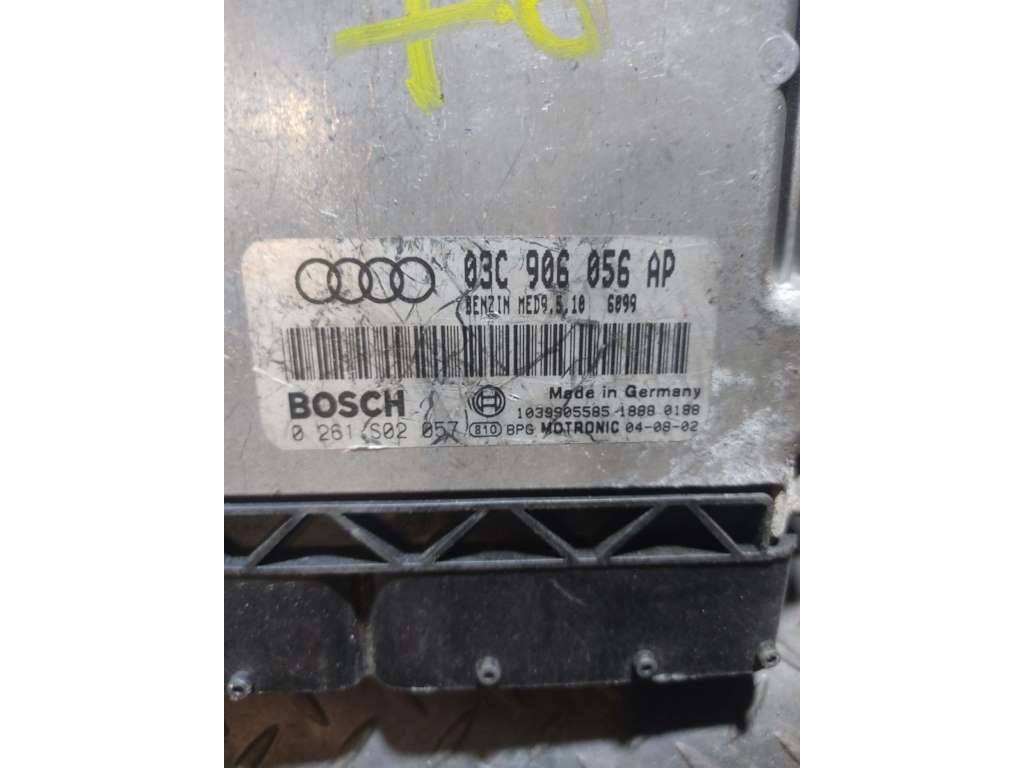 03C 906 056 AP
BENZIN MED9.5.10 6099
BOSCH
Made in Germany
1039S05585 1888 0188
0 261 S02 057
810 BPG MOTRONIC 04-08-02